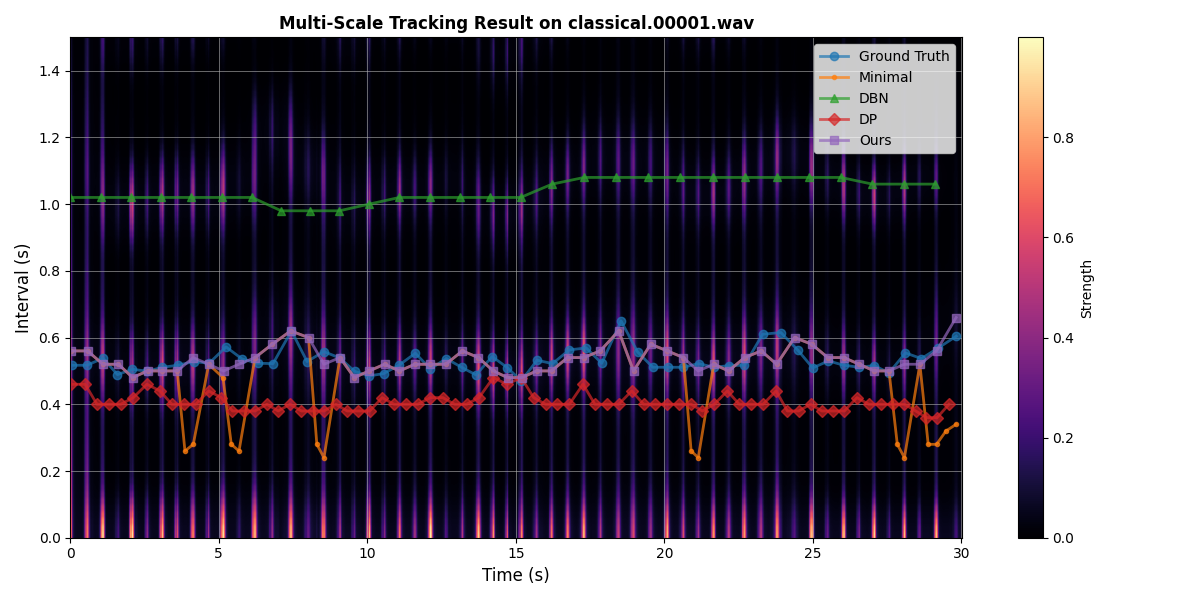 Multi-Scale Tracking Result on classical.00001.wav
Ground Truth
Minimal
DBN
DP
Ours
1.4
1.2
1.0
0.8
0.6
0.4
0.2
0.0
Interval (s)
0 5 10 15 20 25 30
Time (s)
0.8
0.6
0.4
0.2
0.0
Strength